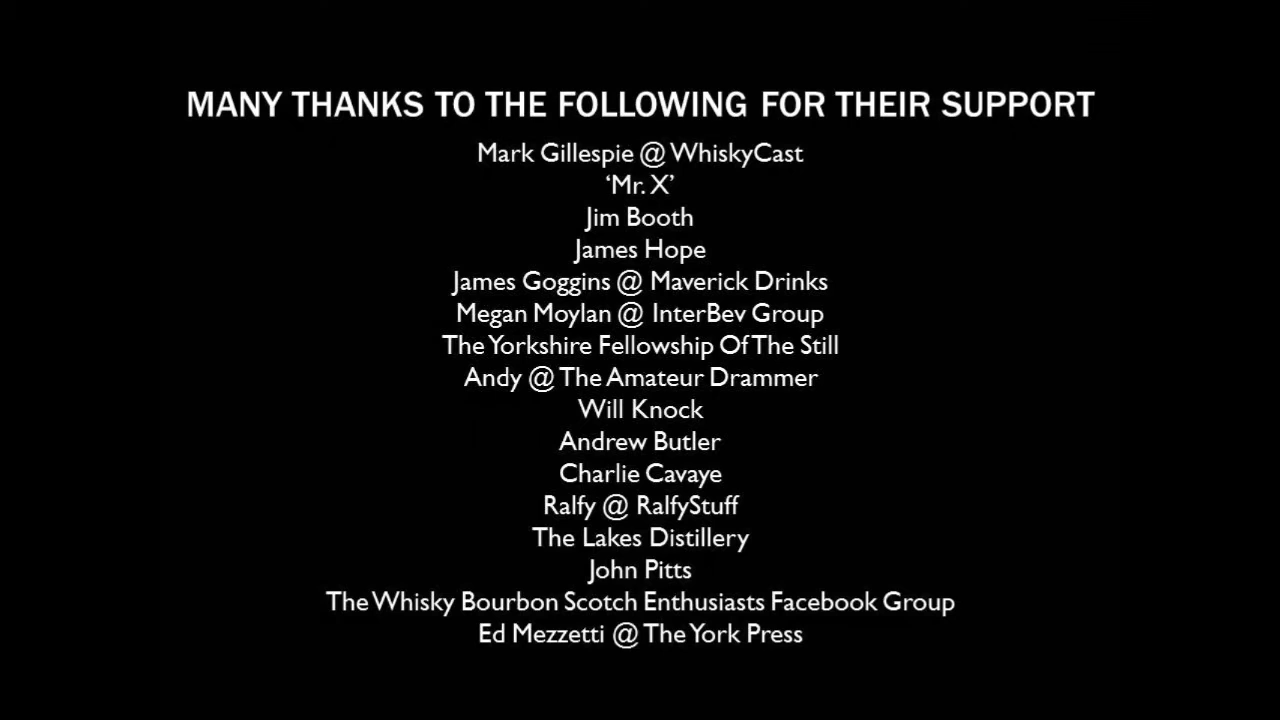 MANY THANKS TO THE FOLLOWING FOR THEIR SUPPORT
Mark Gillespie @ WhiskyCast
‘Mr. X’
Jim Booth
James Hope
James Goggins @ Maverick Drinks
Megan Moylan @ InterBev Group
The Yorkshire Fellowship Of The Still
Andy @ The Amateur Drammer
Will Knock
Andrew Butler
Charlie Cavaye
Ralfy @ RalfyStuff
The Lakes Distillery
John Pitts
The Whisky Bourbon Scotch Enthusiasts Facebook Group
Ed Mezzetti @ The York Press